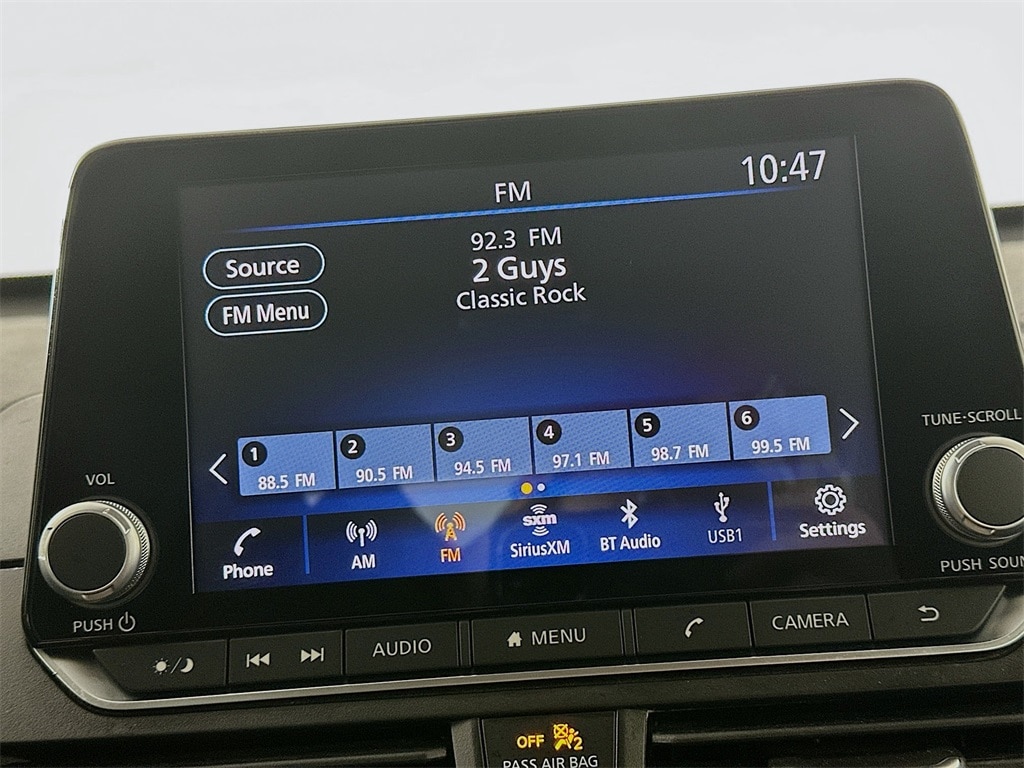 10:47
FM
92.3 FM
Source
2 Guys
Classic Rock
FM Menu
1 2 3 4 5 6
88.5 FM 90.5 FM 94.5 FM 97.1 FM 98.7 FM 99.5 FM
TUNE·SCROLL
VOL
Phone AM FM sxm SiriusXM BT Audio USB1 Settings
PUSH
PUSH SOUN
AUDIO MENU CAMERA
OFF 2
PASS AIR BAG